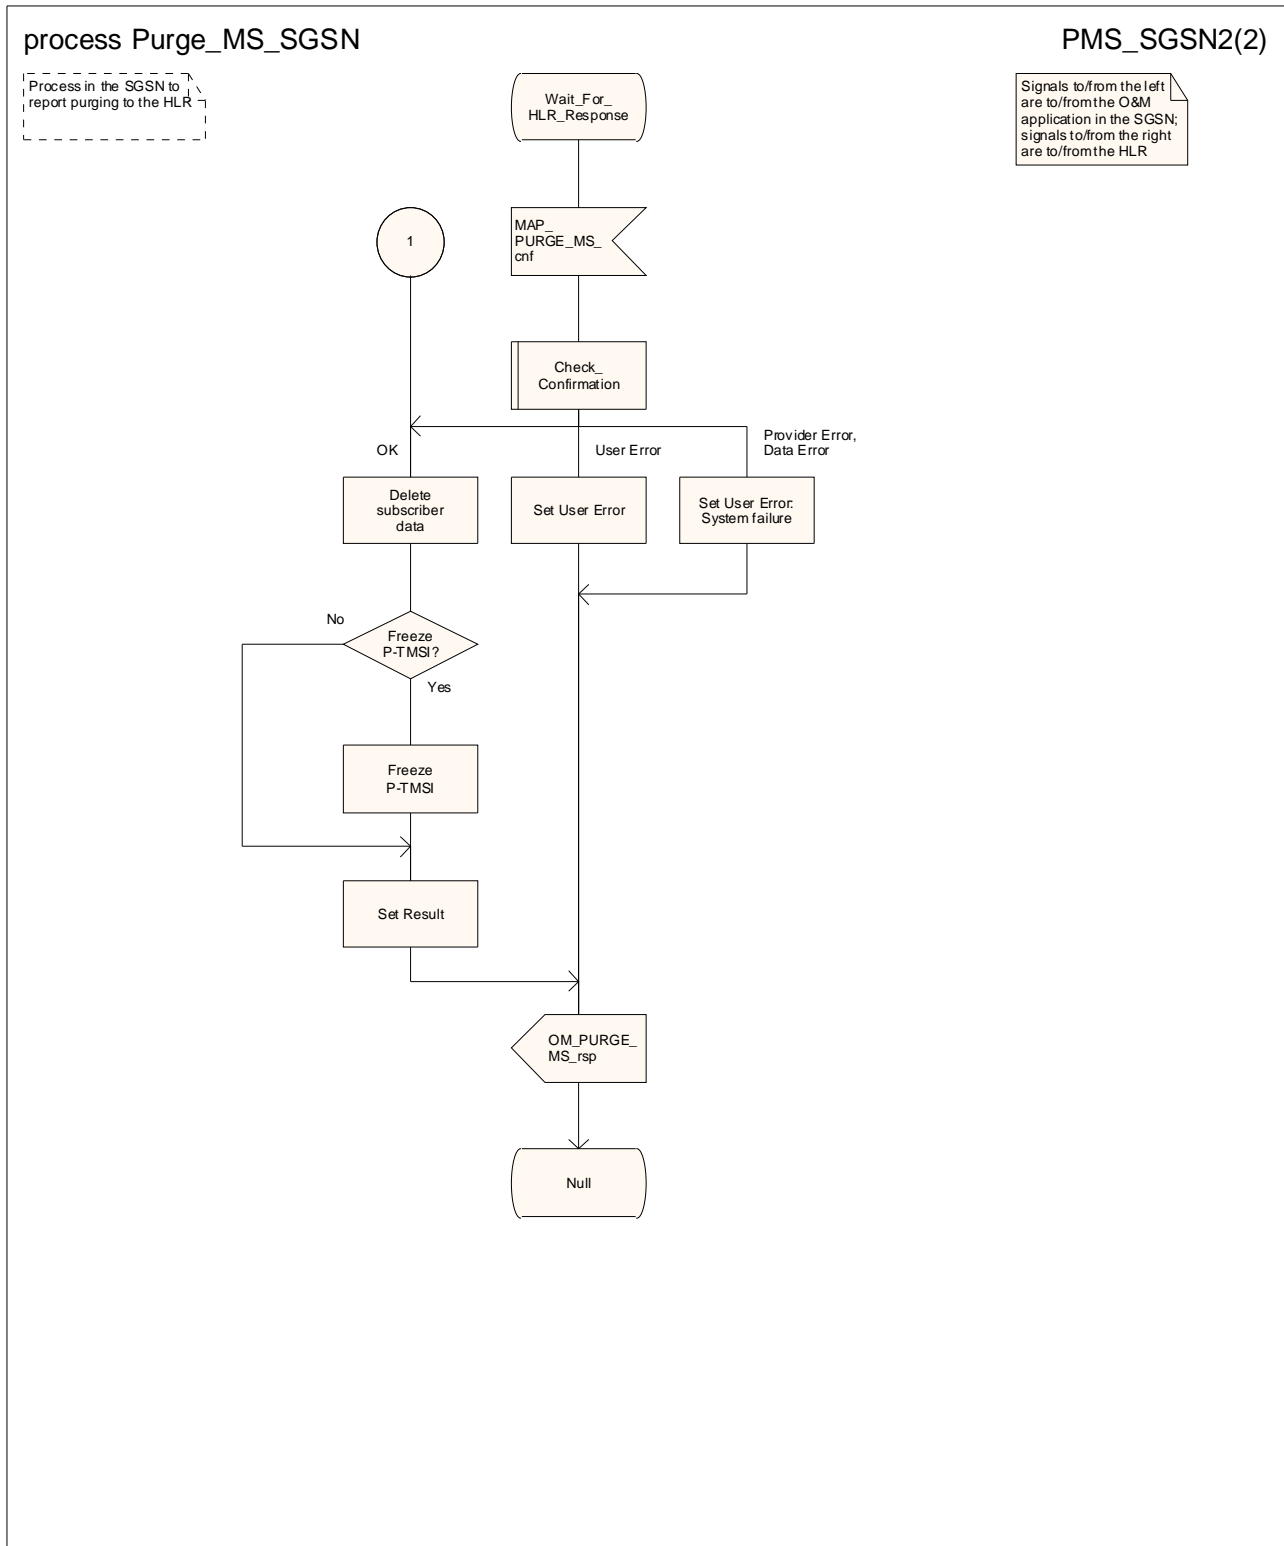 process Purge_MS_SGSN
PMS_SGSN2(2)
Process in the SGSN to
report purging to the HLR
Wait_For_
HLR_Response
Signals to/from the left
are to/from the O&M
application in the SGSN;
signals to/from the right
are to/from the HLR
1
MAP_
PURGE_MS_
cnf
Check_
Confirmation
OK
User Error
Provider Error,
Data Error
Delete
subscriber
data
Set User Error
Set User Error:
System failure
No
Freeze
P-TMSI?
Yes
Freeze
P-TMSI
Set Result
OM_PURGE_
MS_rsp
Null